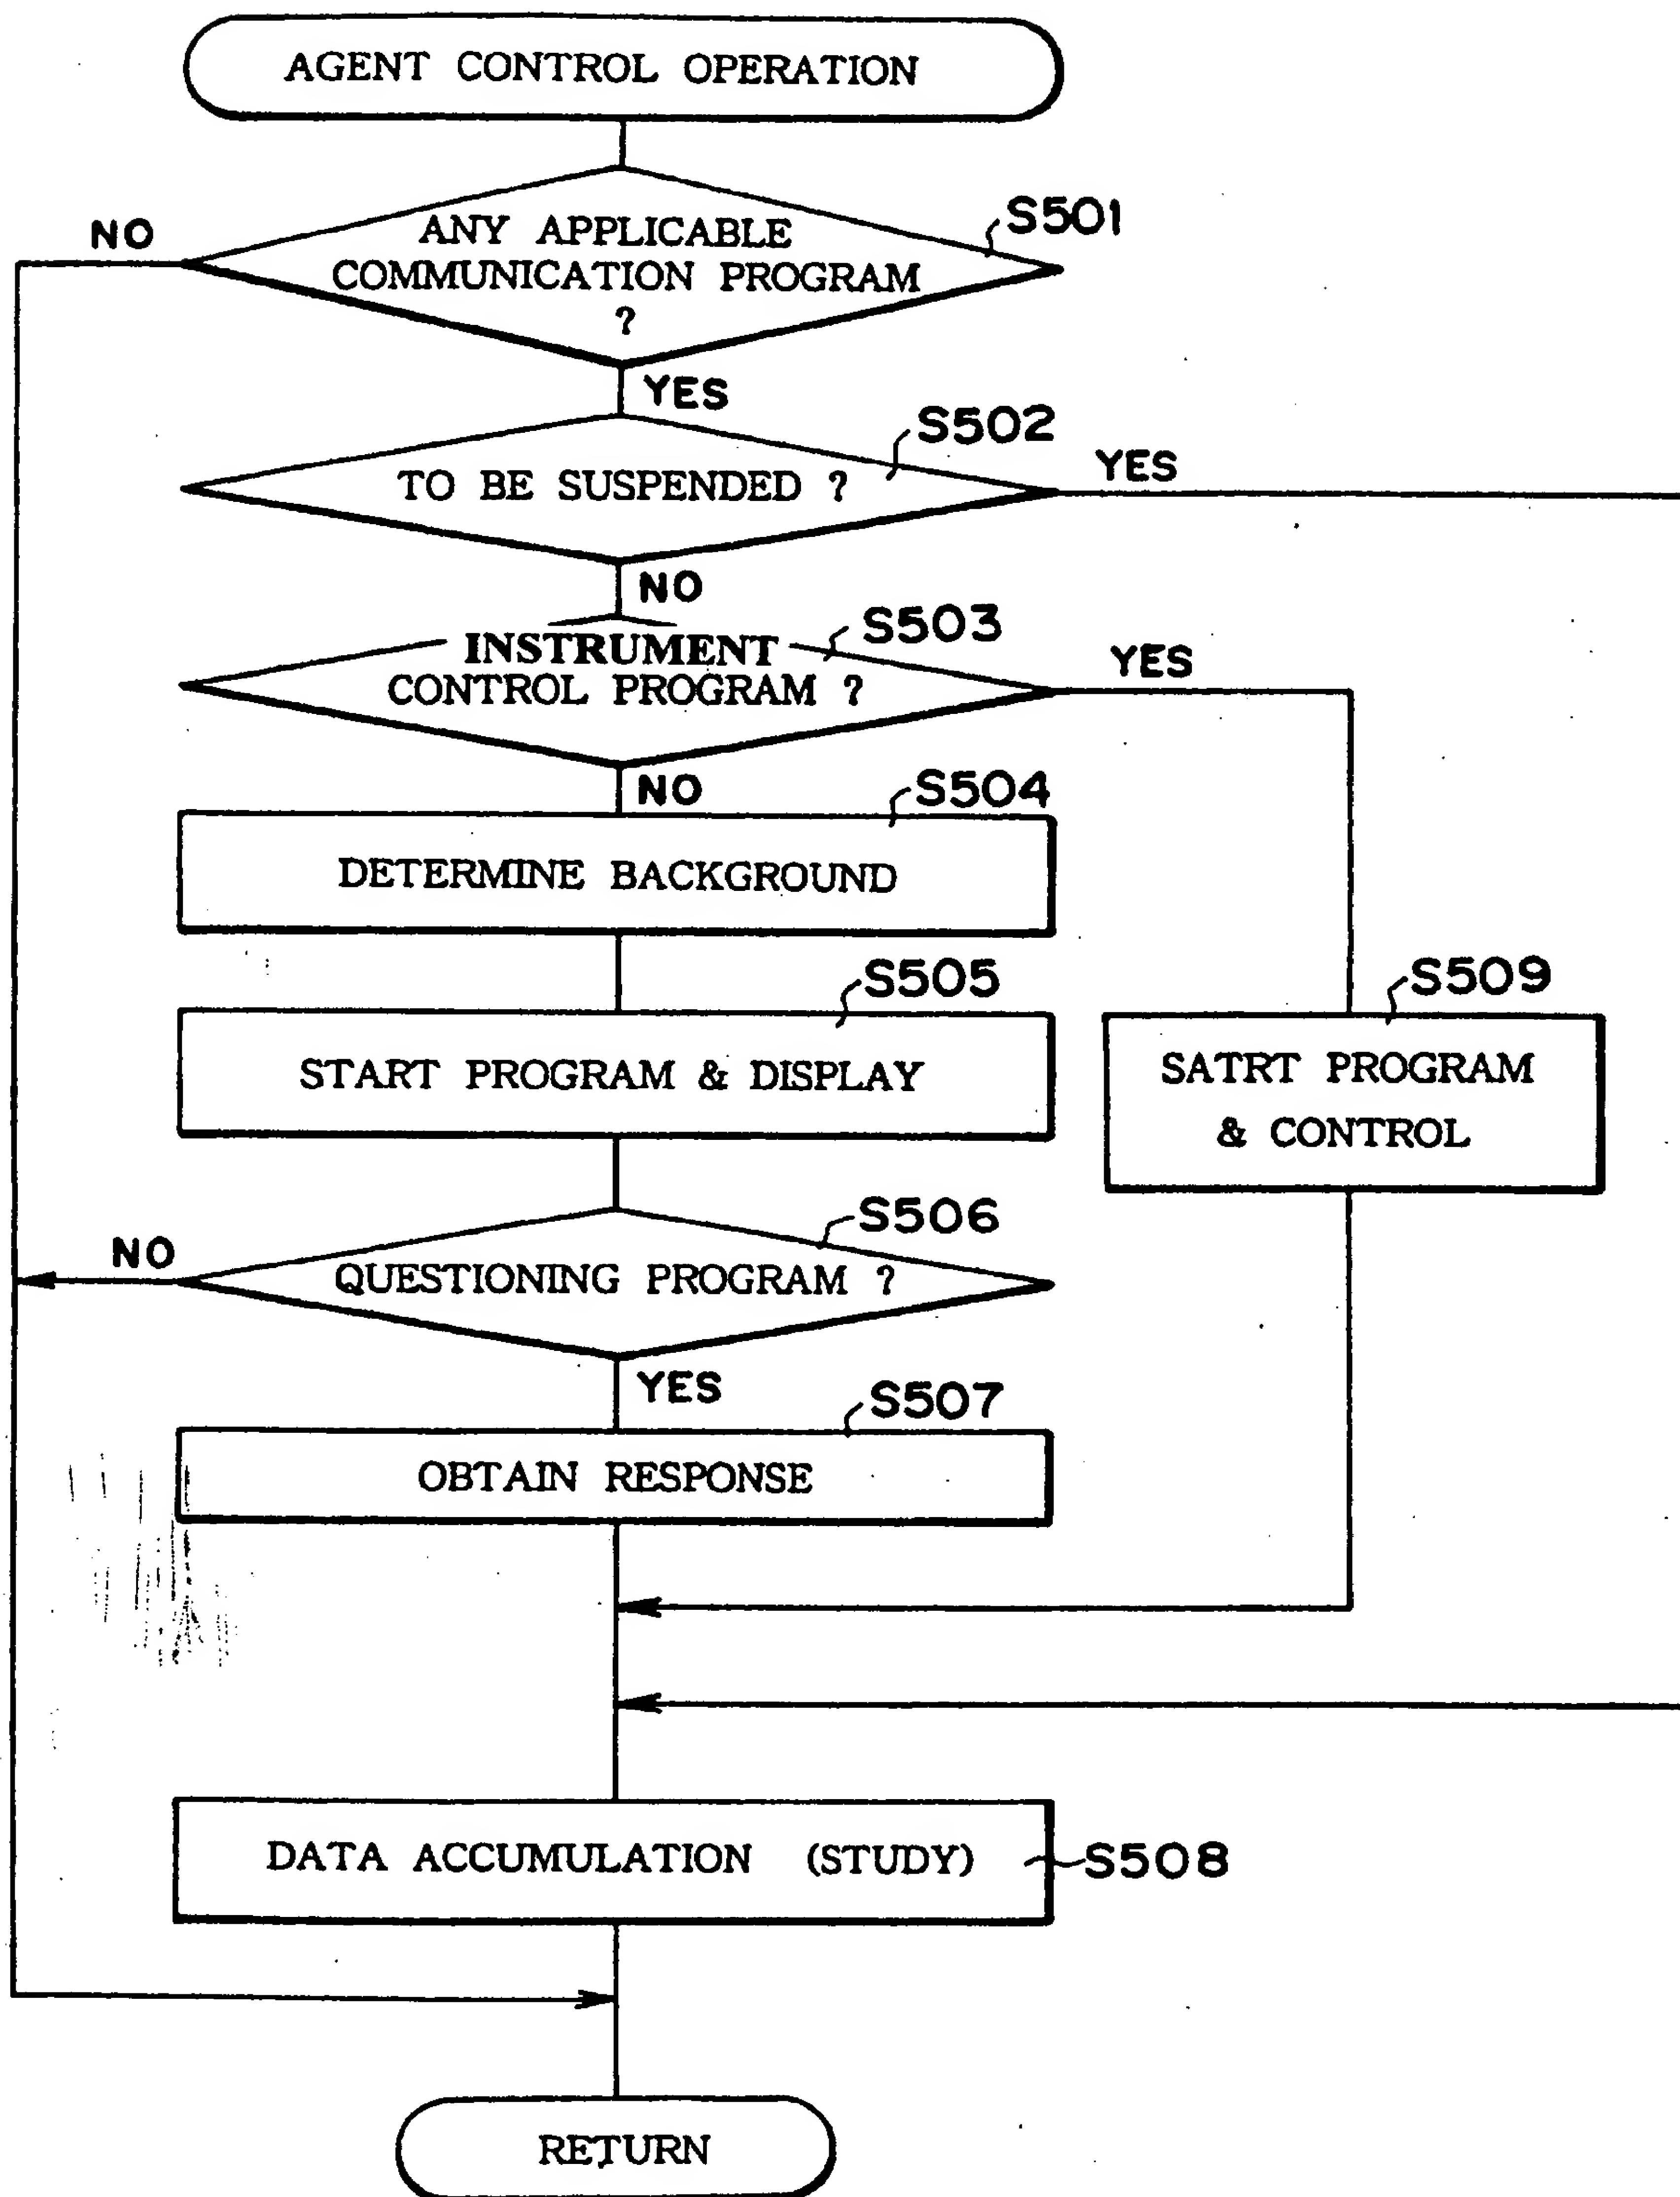 AGENT CONTROL OPERATION
NO
ANY APPLICABLE
COMMUNICATION PROGRAM
?
S501
YES
S502
TO BE SUSPENDED ?
YES
NO
S503
INSTRUMENT
CONTROL PROGRAM ?
YES
NO
S504
DETERMINE BACKGROUND
S505
START PROGRAM & DISPLAY
S509
SATRT PROGRAM
& CONTROL
S506
NO
QUESTIONING PROGRAM ?
YES
S507
OBTAIN RESPONSE
DATA ACCUMULATION (STUDY)
S508
RETURN